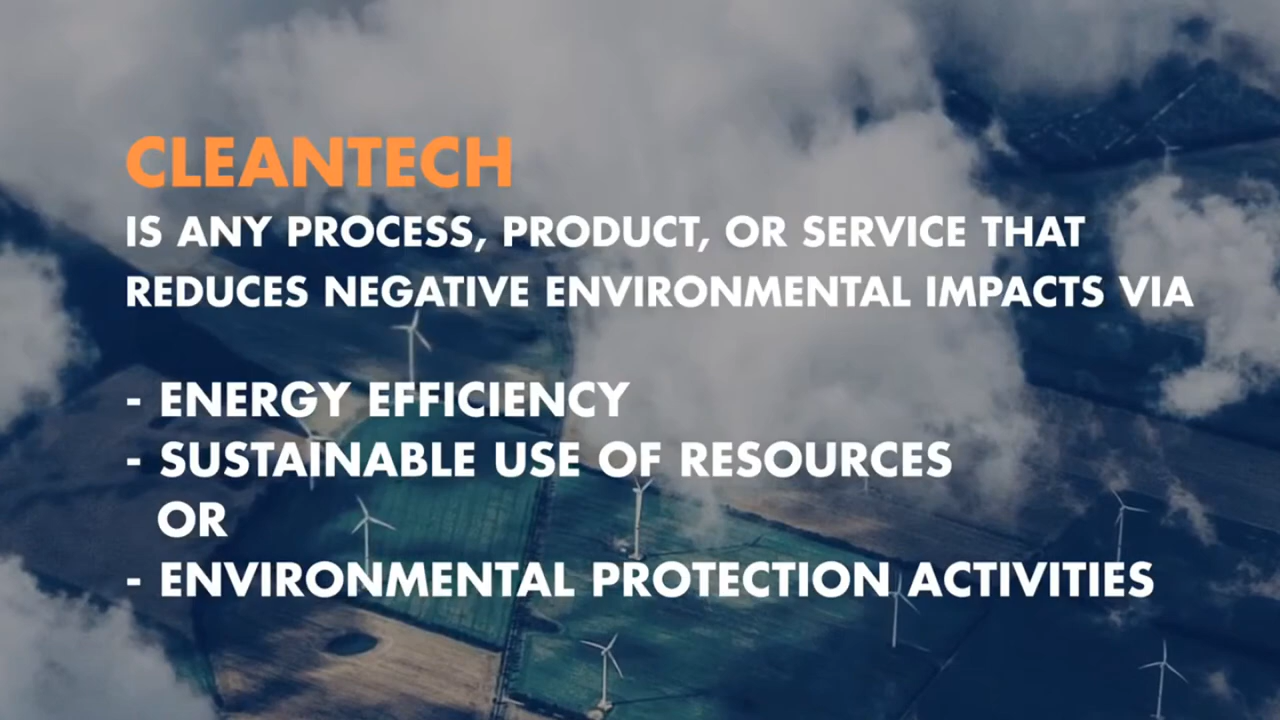 CLEANTECH
IS ANY PROCESS, PRODUCT, OR SERVICE THAT
REDUCES NEGATIVE ENVIRONMENTAL IMPACTS VIA
- ENERGY EFFICIENCY
- SUSTAINABLE USE OF RESOURCES
OR
- ENVIRONMENTAL PROTECTION ACTIVITIES